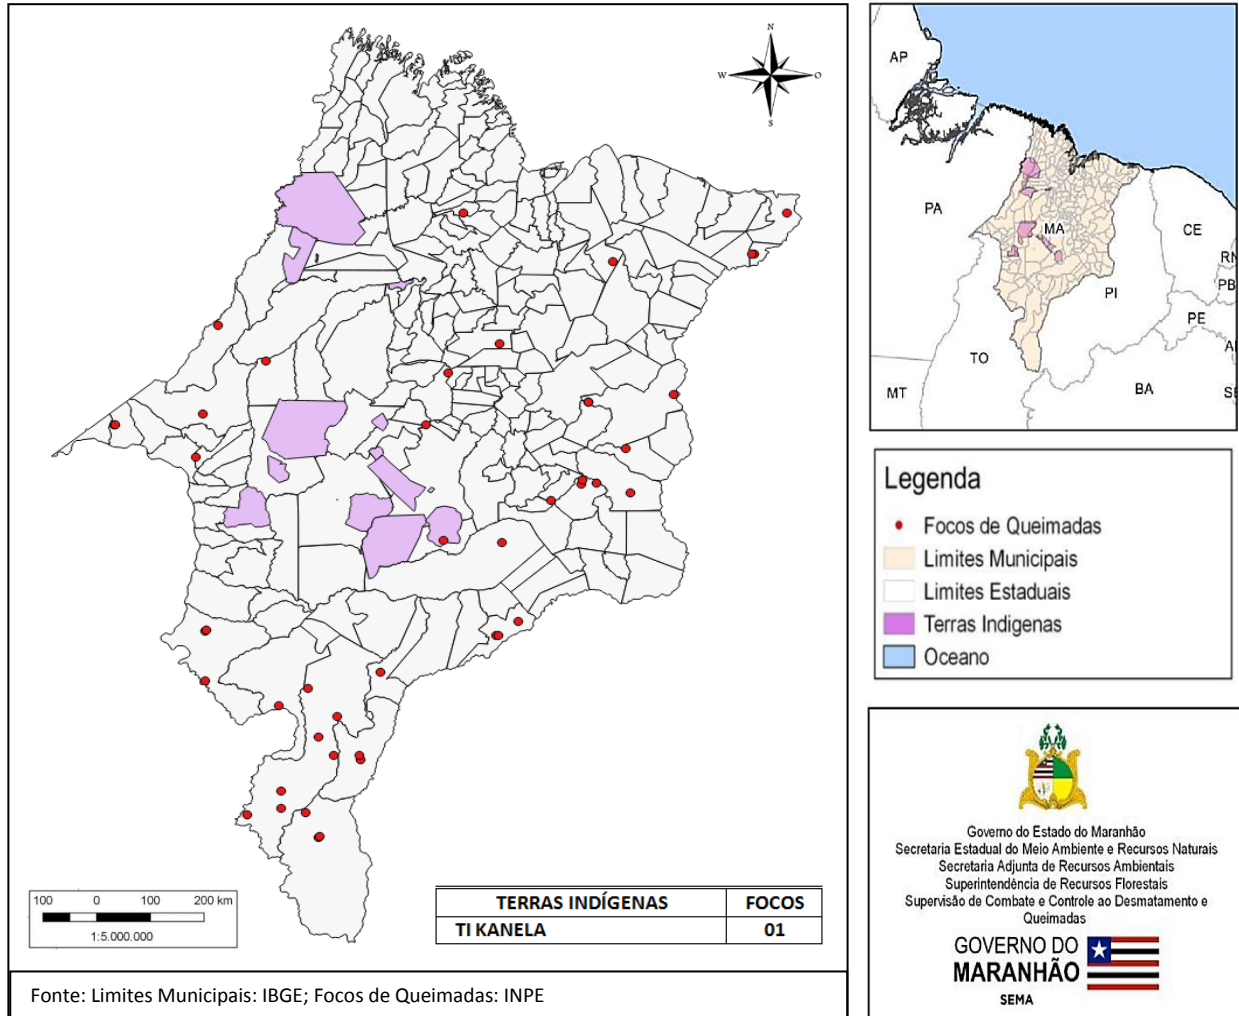 N
W
O
S
100 0 100 200 km
1:5.000.000
TERRAS INDÍGENAS FOCOS
TI KANELA 01
Fonte: Limites Municipais: IBGE; Focos de Queimadas: INPE
AP
PA
MA
CE
RN
PB
PI
PE
TO
BA
MT
Legenda
Focos de Queimadas
Limites Municipais
Limites Estaduais
Terras Indigenas
Oceano
Governo do Estado do Maranhão
Secretaria Estadual do Meio Ambiente e Recursos Naturais
Secretaria Adjunta de Recursos Ambientais
Superintendência de Recursos Florestais
Supervisão de Combate e Controle ao Desmatamento e
Queimadas
GOVERNO DO
MARANHÃO
SEMA